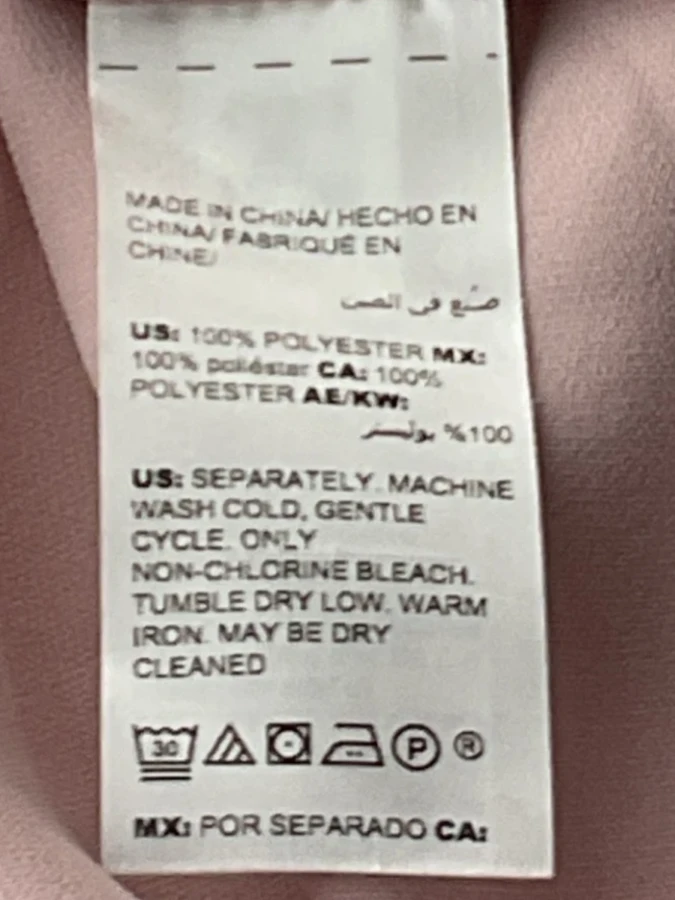 MADE IN CHINA/ HECHO EN
CHINA/ FABRIQUÉ EN
CHINE/
صنع في الصين
US: 100% POLYESTER MX:
100% poliéster CA: 100%
POLYESTER AE/KW:
100% بوليستر
US: SEPARATELY. MACHINE
WASH COLD, GENTLE
CYCLE. ONLY
NON-CHLORINE BLEACH.
TUMBLE DRY LOW. WARM
IRON. MAY BE DRY
CLEANED
30 P ®
MX: POR SEPARADO CA: